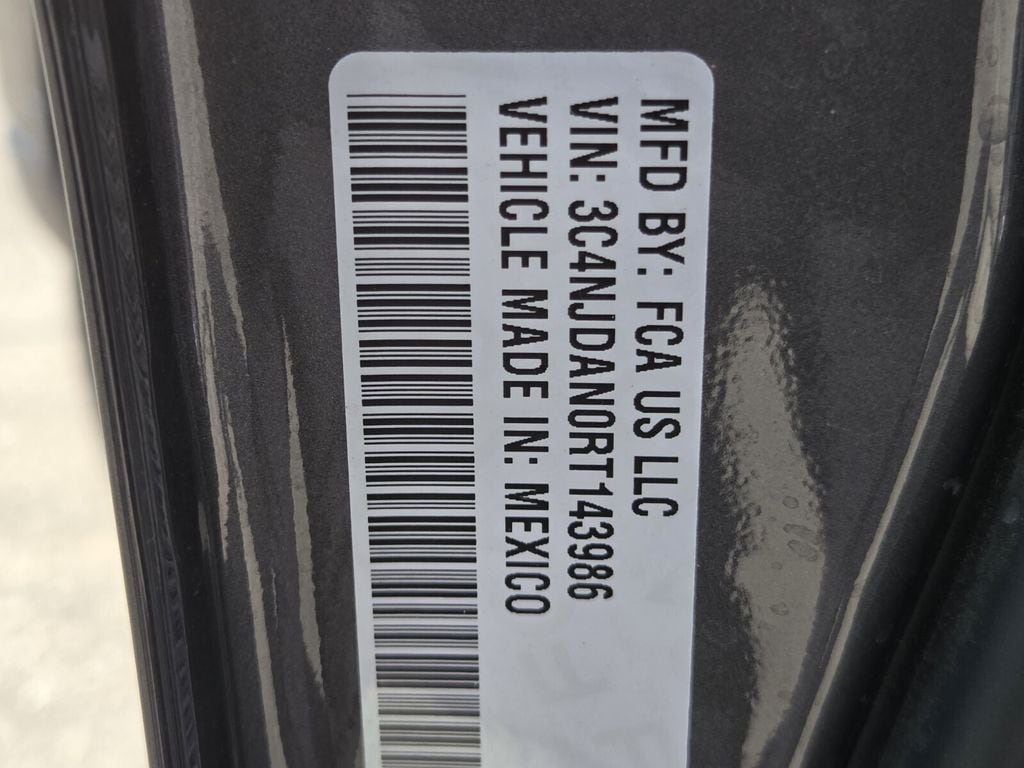 MFD BY: FCA US LLC
VIN: 3C4NJDAN0RT143986
VEHICLE MADE IN: MEXICO